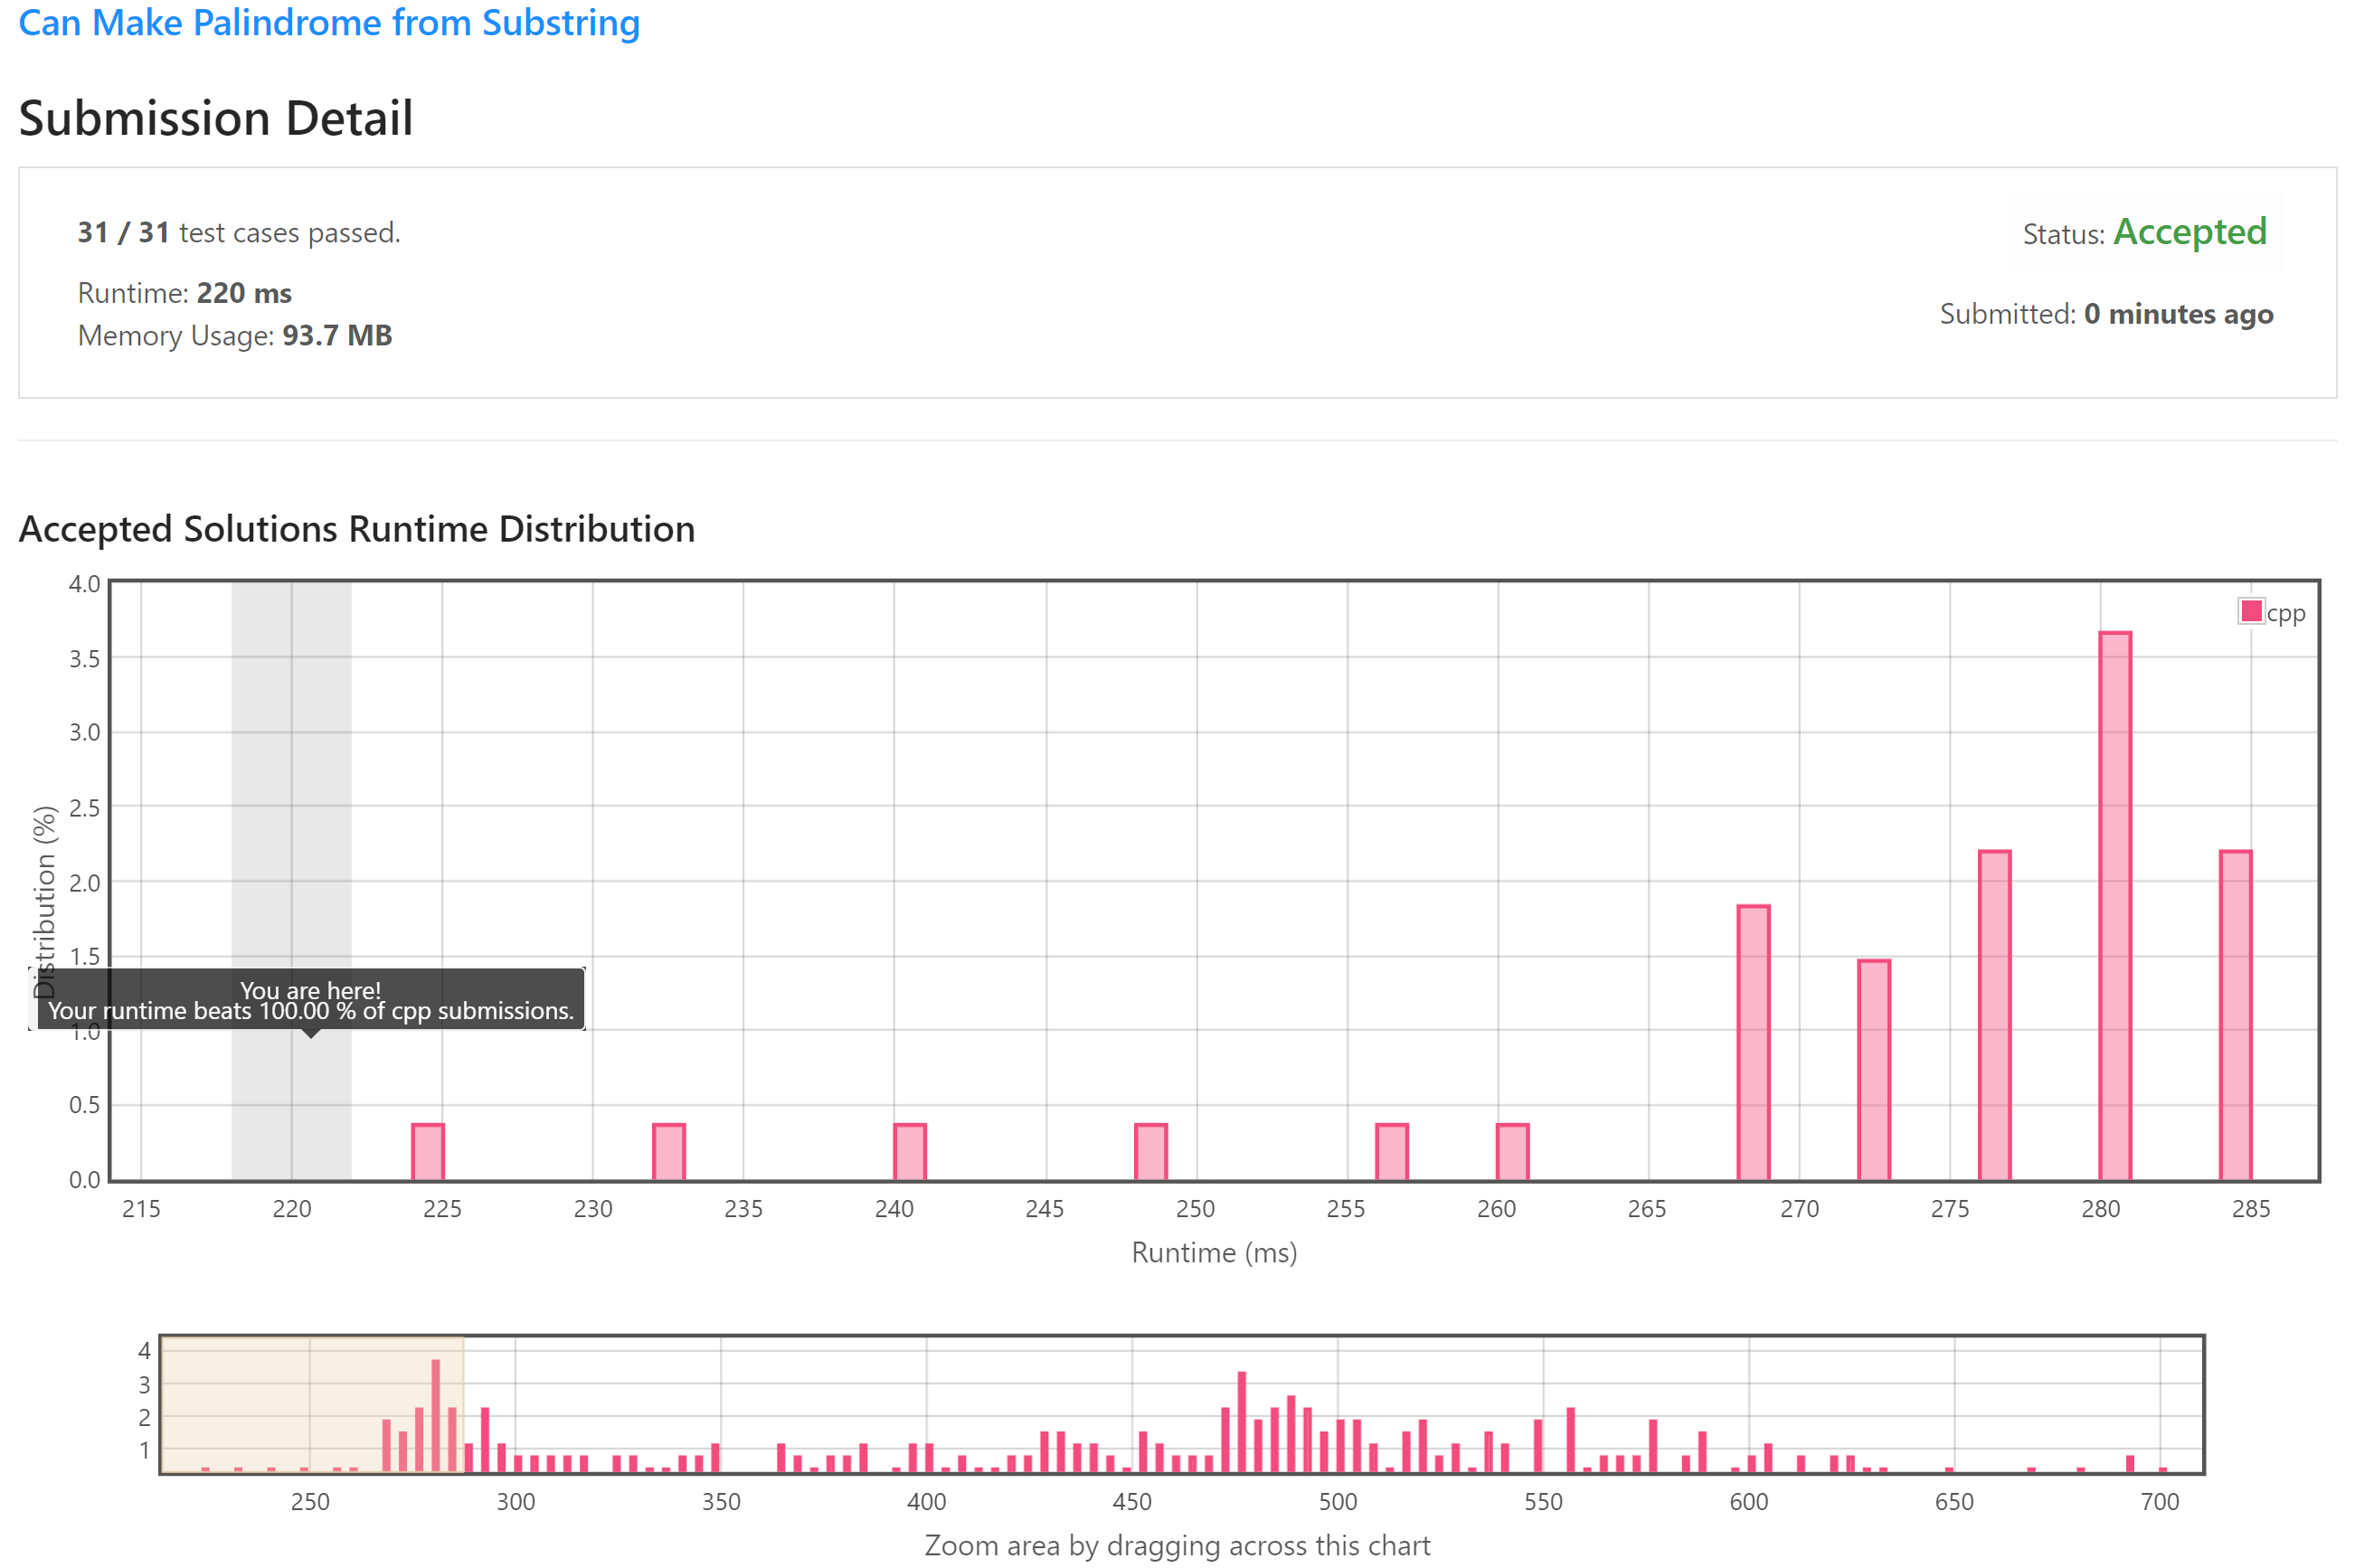 Can Make Palindrome from Substring
Submission Detail
31 / 31 test cases passed.
Status: Accepted
Runtime: 220 ms
Submitted: 0 minutes ago
Memory Usage: 93.7 MB
Accepted Solutions Runtime Distribution
4.0
cpp
3.5
3.0
2.5
2.0
1.5
1.0
0.5
0.0
Distribution (%)
You are here!
Your runtime beats 100.00 % of cpp submissions.
215 220 225 230 235 240 245 250 255 260 265 270 275 280 285
Runtime (ms)
4
3
2
1
250 300 350 400 450 500 550 600 650 700
Zoom area by dragging across this chart